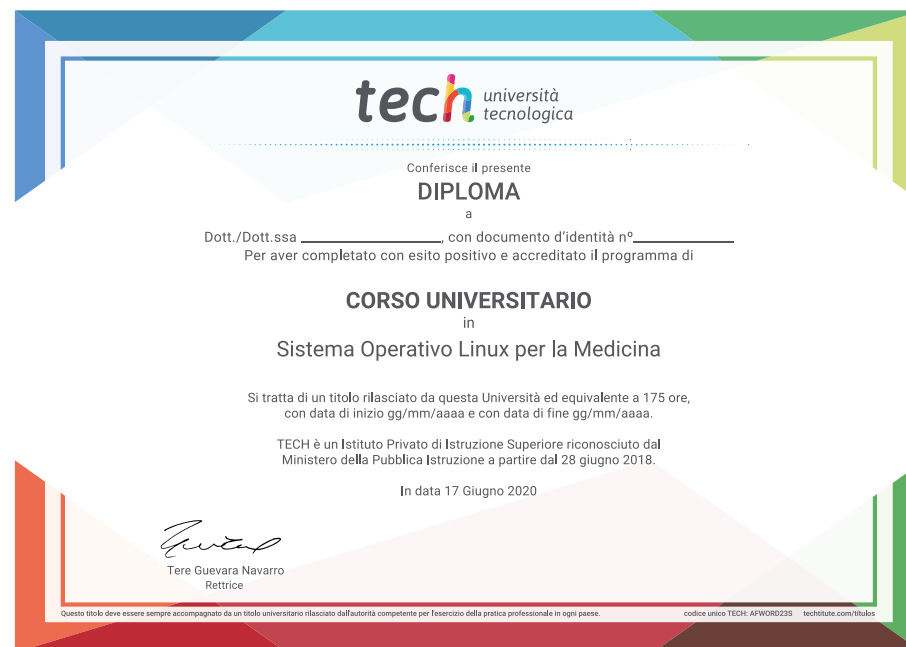 tech università
tecnologica
Conferisce il presente
DIPLOMA
a
Dott./Dott.ssa ____________________, con documento d'identità nº______________
Per aver completato con esito positivo e accreditato il programma di
CORSO UNIVERSITARIO
in
Sistema Operativo Linux per la Medicina
Si tratta di un titolo rilasciato da questa Università ed equivalente a 175 ore,
con data di inizio gg/mm/aaaa e con data di fine gg/mm/aaaa.
TECH è un Istituto Privato di Istruzione Superiore riconosciuto dal
Ministero della Pubblica Istruzione a partire dal 28 giugno 2018.
In data 17 Giugno 2020
Tere Guevara Navarro
Rettrice
Questo titolo deve essere sempre accompagnato da un titolo universitario rilasciato dall'autorità competente per l'esercizio della pratica professionale in ogni paese. codice unico TECH: AFWORD23S techtitute.com/titulos